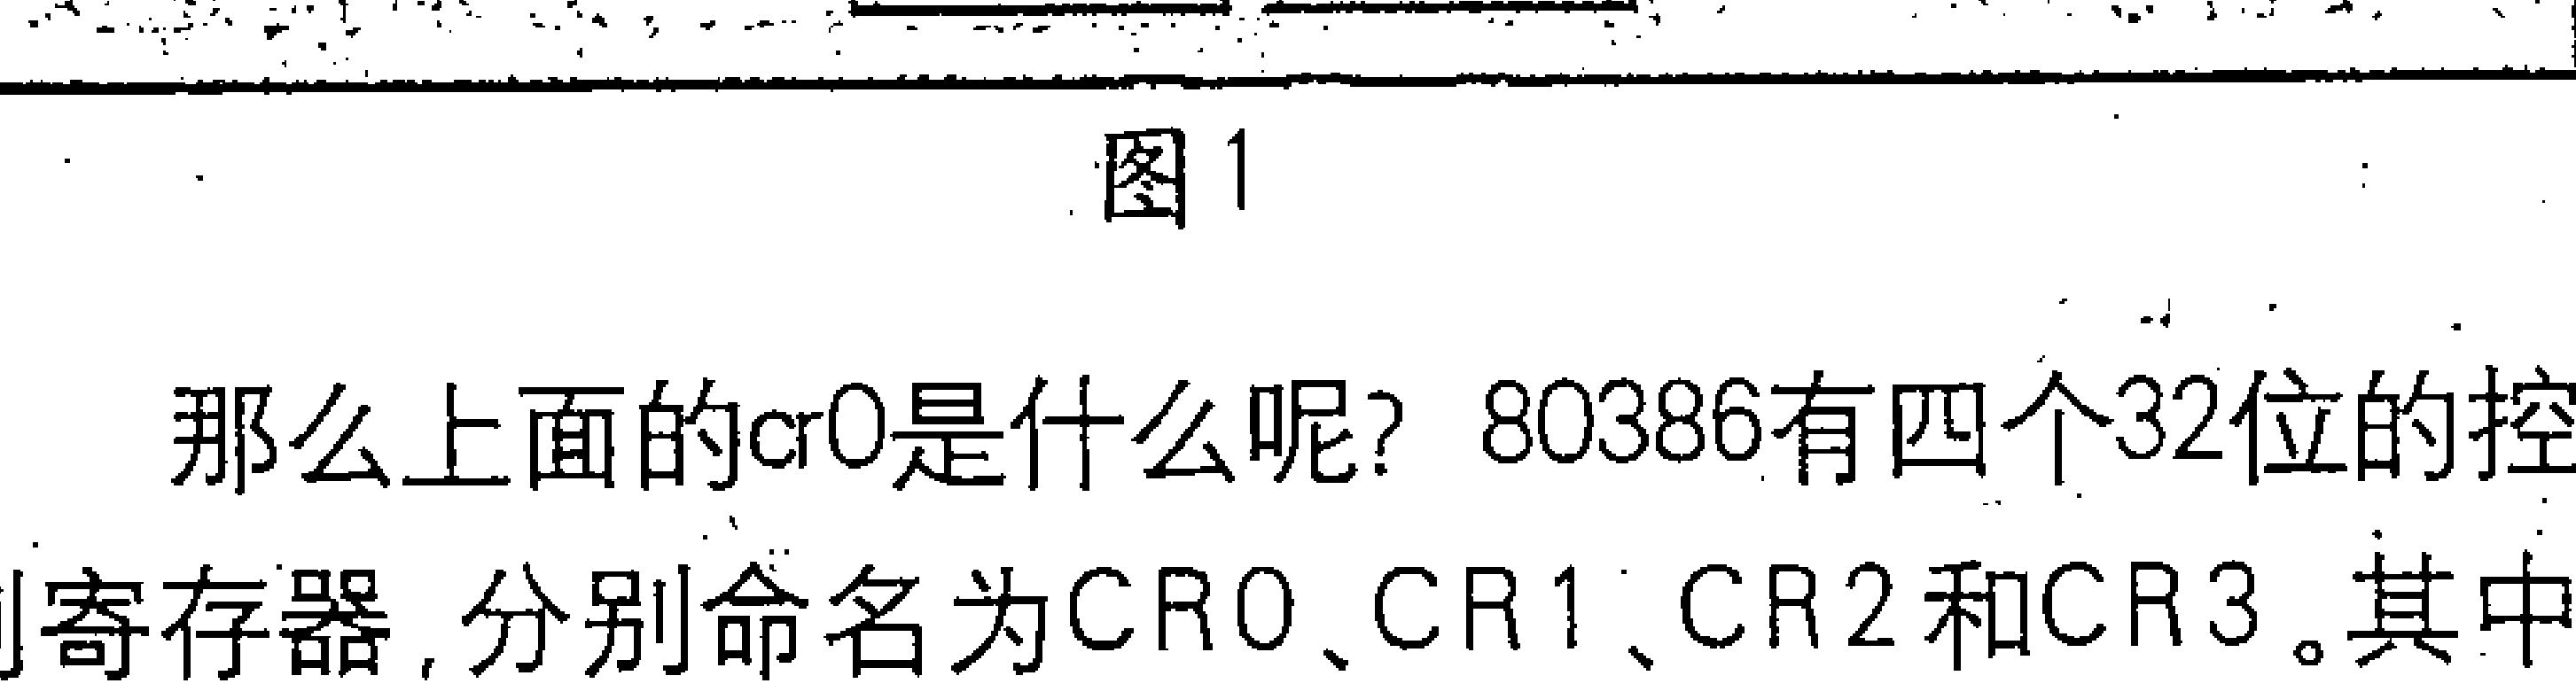 图1
那么上面的cr0是什么呢？80386有四个32位的控
制寄存器，分别命名为CR0、CR1、CR2和CR3。其中